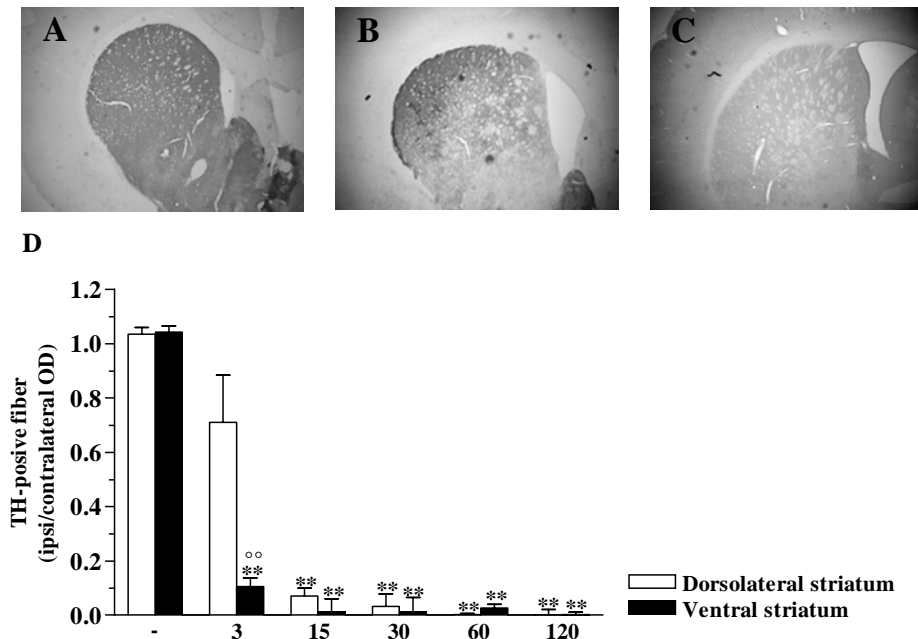 A
B
C
D
1.2
1.0
0.8
0.6
0.4
0.2
0.0
TH-posive fiber
(ipsi/contralateral OD)
°°
**
** ** ** ** ** ** ** **
- 3 15 30 60 120
Dorsolateral striatum
Ventral striatum